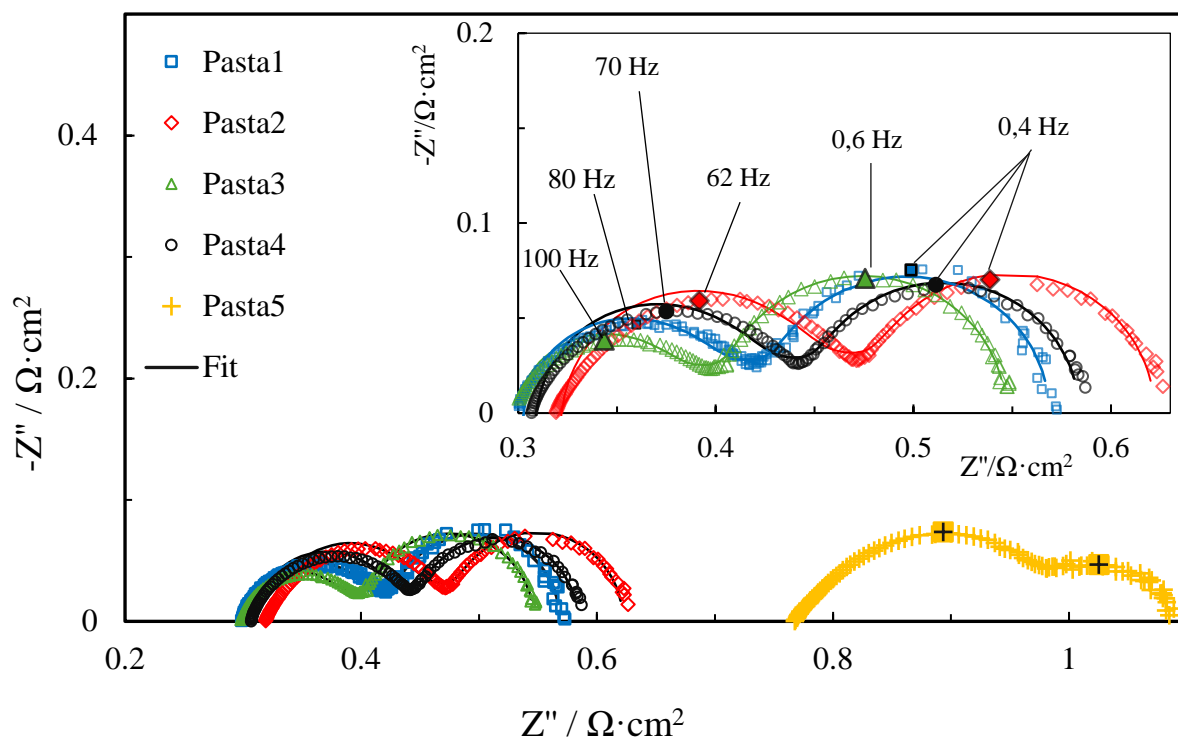 -Z" / Ω·cm²
0.4
0.2
0
0.2
0.4
0.6
0.8
1
Z" / Ω·cm²
Pasta1
Pasta2
Pasta3
Pasta4
Pasta5
Fit
-Z"/Ω·cm²
0.2
0.1
0
0.3
0.4
0.5
0.6
Z"/Ω·cm²
70 Hz
0,6 Hz
0,4 Hz
80 Hz
62 Hz
100 Hz